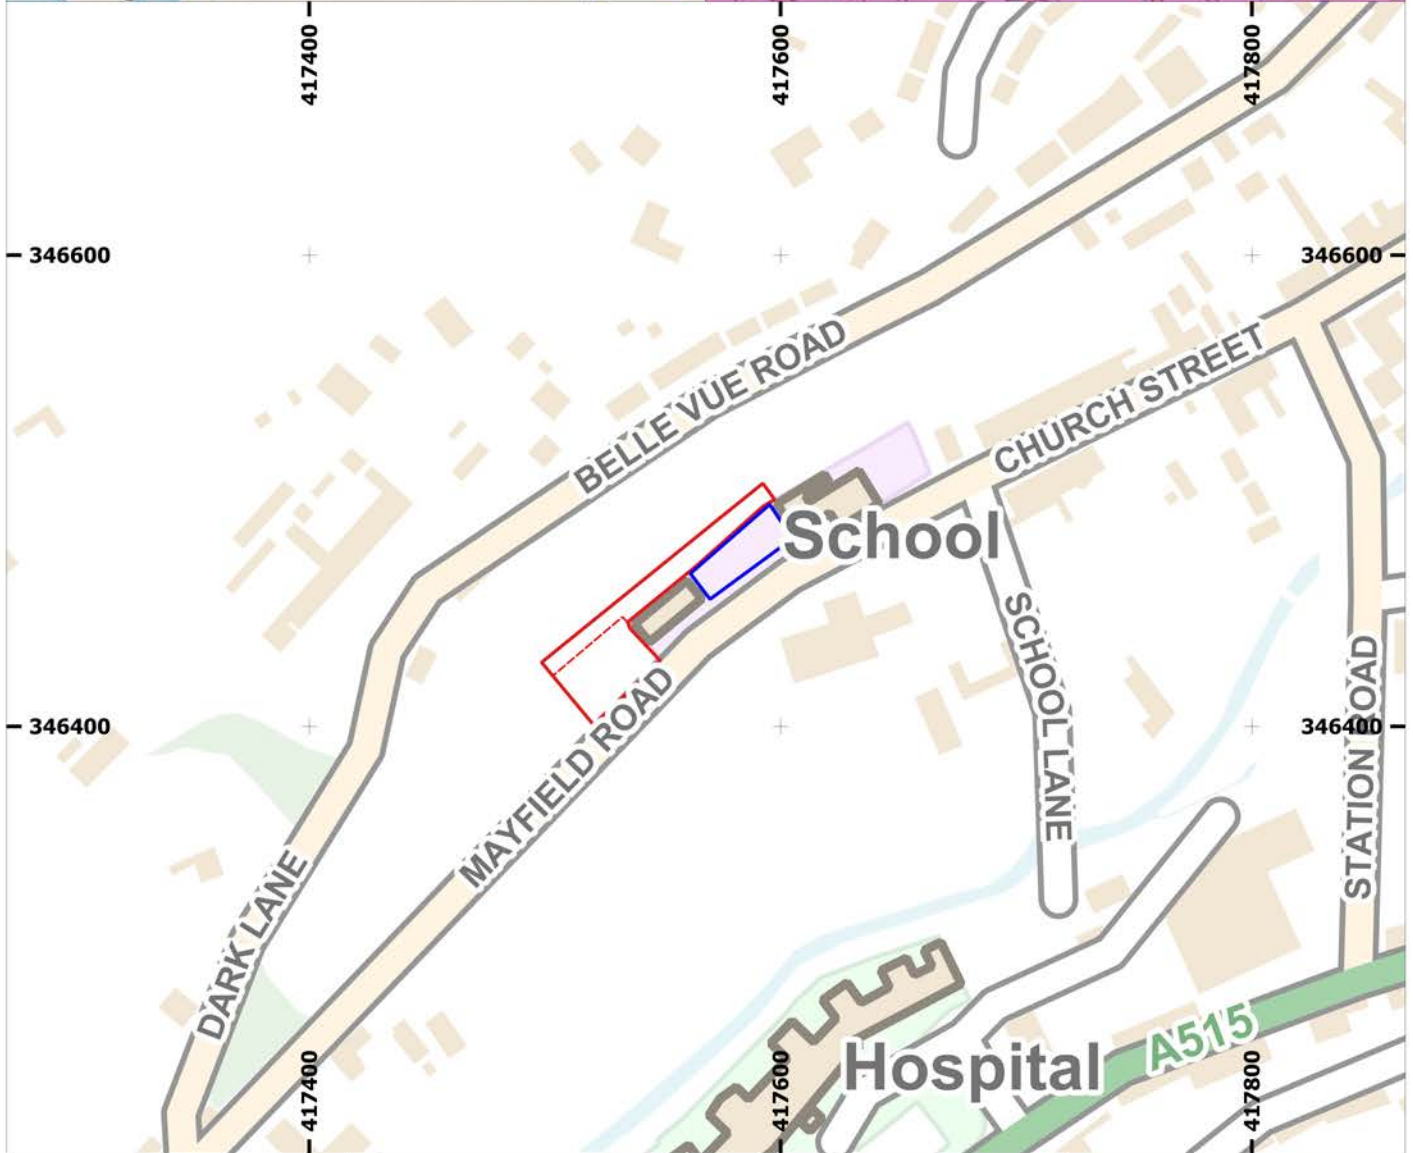 417400
417600
417800
346600
346600
BELLE VUE ROAD
CHURCH STREET
School
SCHOOL LANE
STATION ROAD
346400
346400
MAYFIELD ROAD
DARK LANE
A515
Hospital
417400
417600
417800